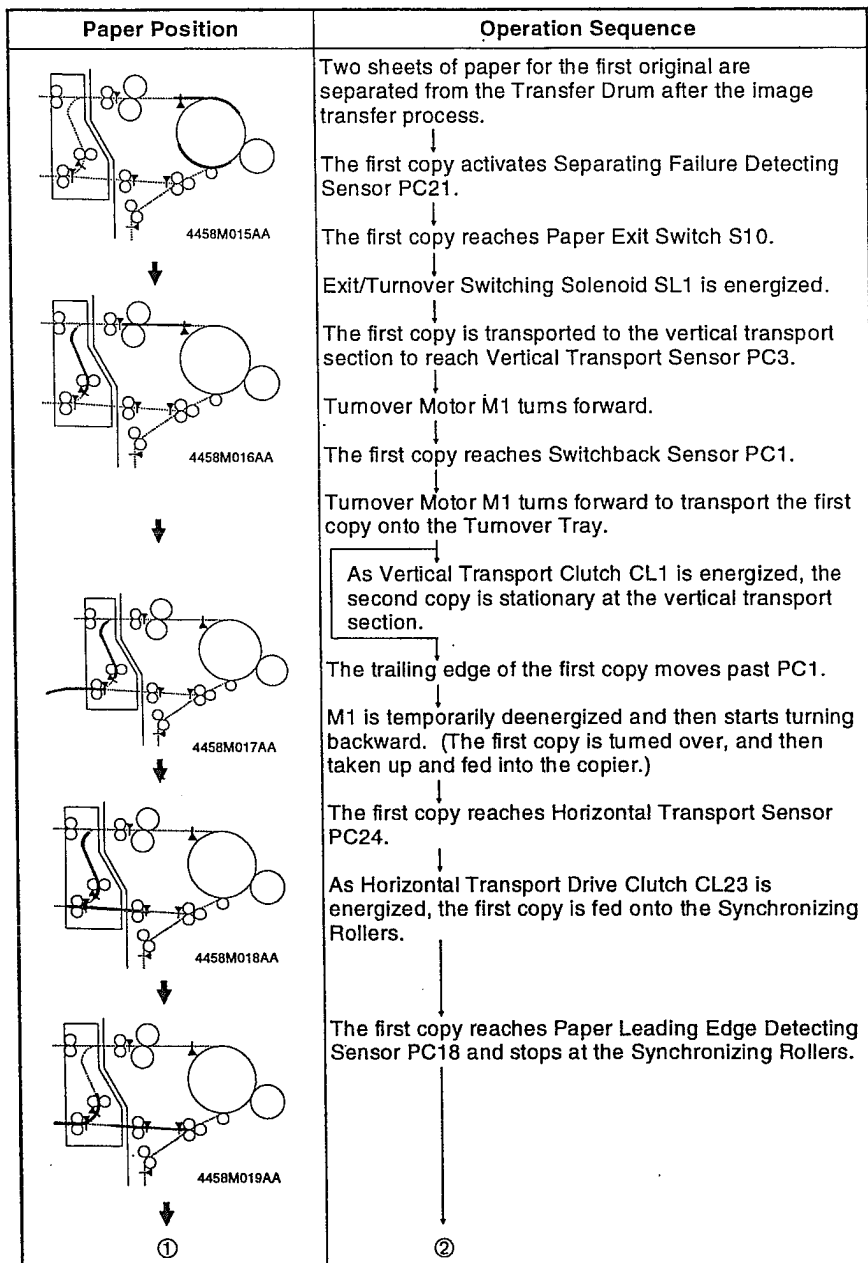 Paper Position
Operation Sequence
Two sheets of paper for the first original are
separated from the Transfer Drum after the image
transfer process.
The first copy activates Separating Failure Detecting
Sensor PC21.
4458M015AA
The first copy reaches Paper Exit Switch S10.
Exit/Turnover Switching Solenoid SL1 is energized.
The first copy is transported to the vertical transport
section to reach Vertical Transport Sensor PC3.
Turnover Motor M1 turns forward.
4458M016AA
The first copy reaches Switchback Sensor PC1.
Turnover Motor M1 turns forward to transport the first
copy onto the Turnover Tray.
As Vertical Transport Clutch CL1 is energized, the
second copy is stationary at the vertical transport
section.
The trailing edge of the first copy moves past PC1.
M1 is temporarily deenergized and then starts turning
backward. (The first copy is turned over, and then
taken up and fed into the copier.)
4458M017AA
The first copy reaches Horizontal Transport Sensor
PC24.
As Horizontal Transport Drive Clutch CL23 is
energized, the first copy is fed onto the Synchronizing
Rollers.
4458M018AA
The first copy reaches Paper Leading Edge Detecting
Sensor PC18 and stops at the Synchronizing Rollers.
4458M019AA
①
②